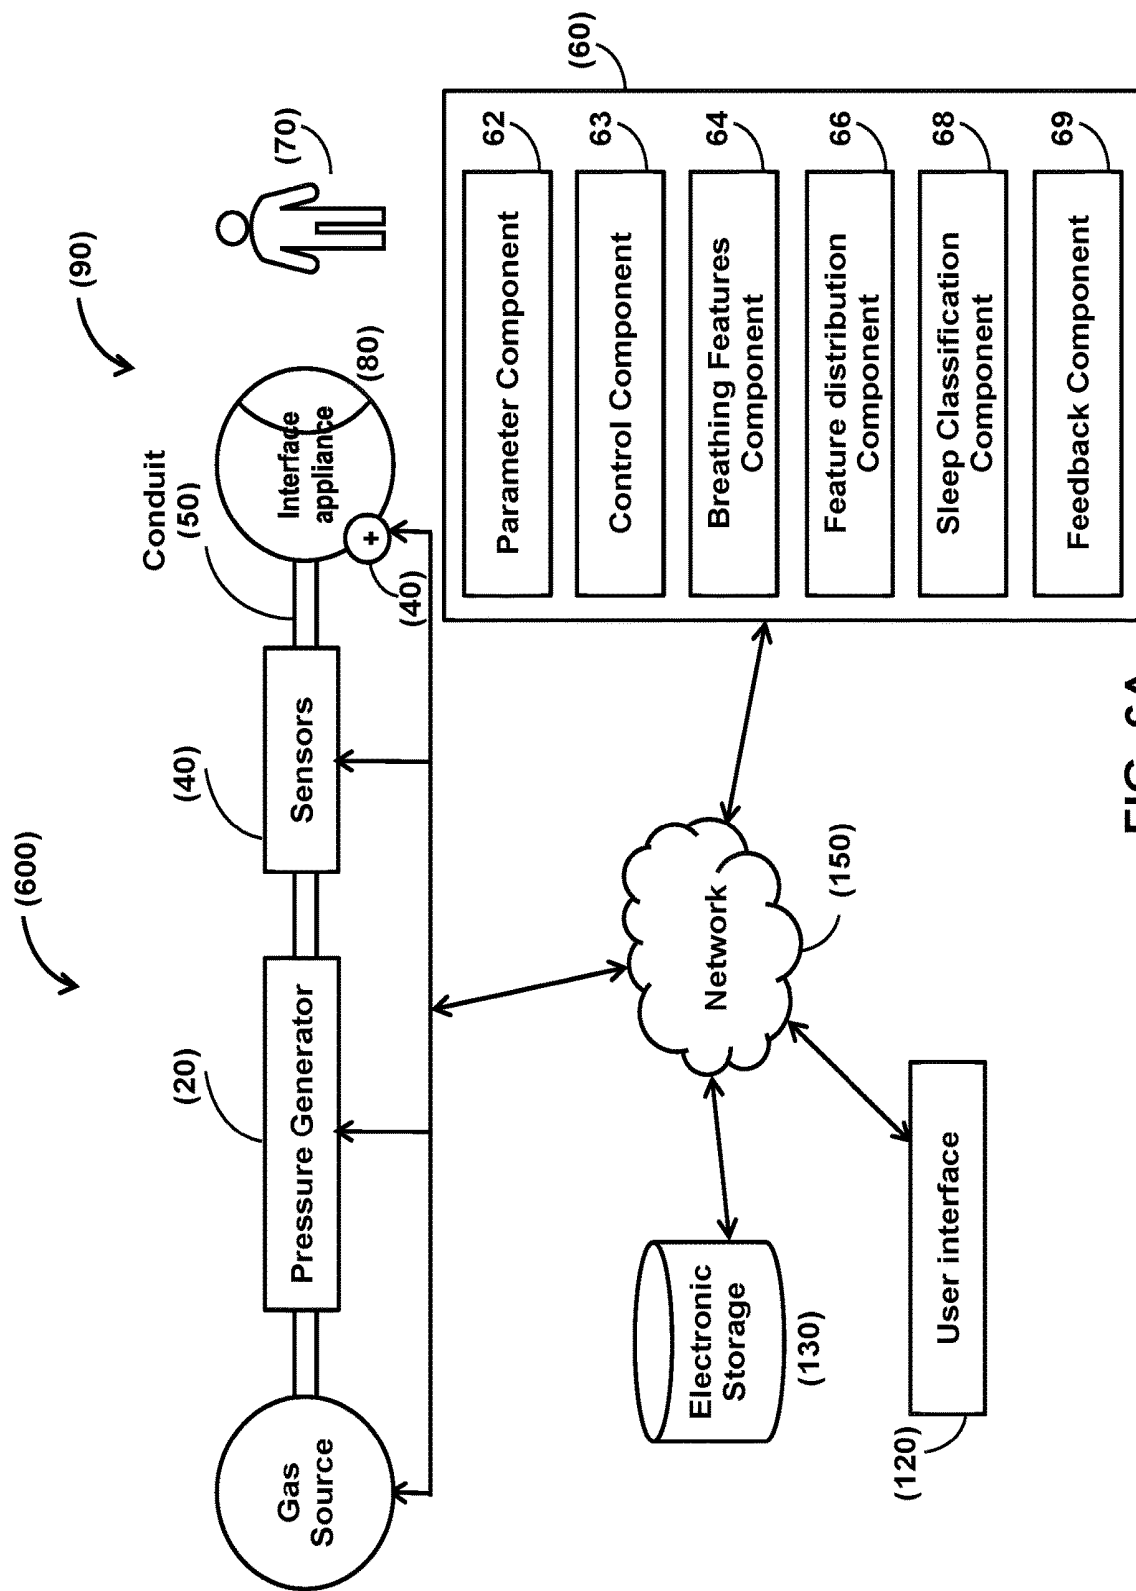 (600)
(90)
Conduit
(50)
(20)
(40)
(70)
Gas
Source
Pressure Generator
Sensors
Interface
appliance
+
(80)
(40)
(60)
Parameter Component
62
Control Component
63
Breathing Features
Component
64
Feature distribution
Component
66
Sleep Classification
Component
68
Feedback Component
69
Network
(150)
Electronic
Storage
(130)
User interface
(120)
FIG. 6A